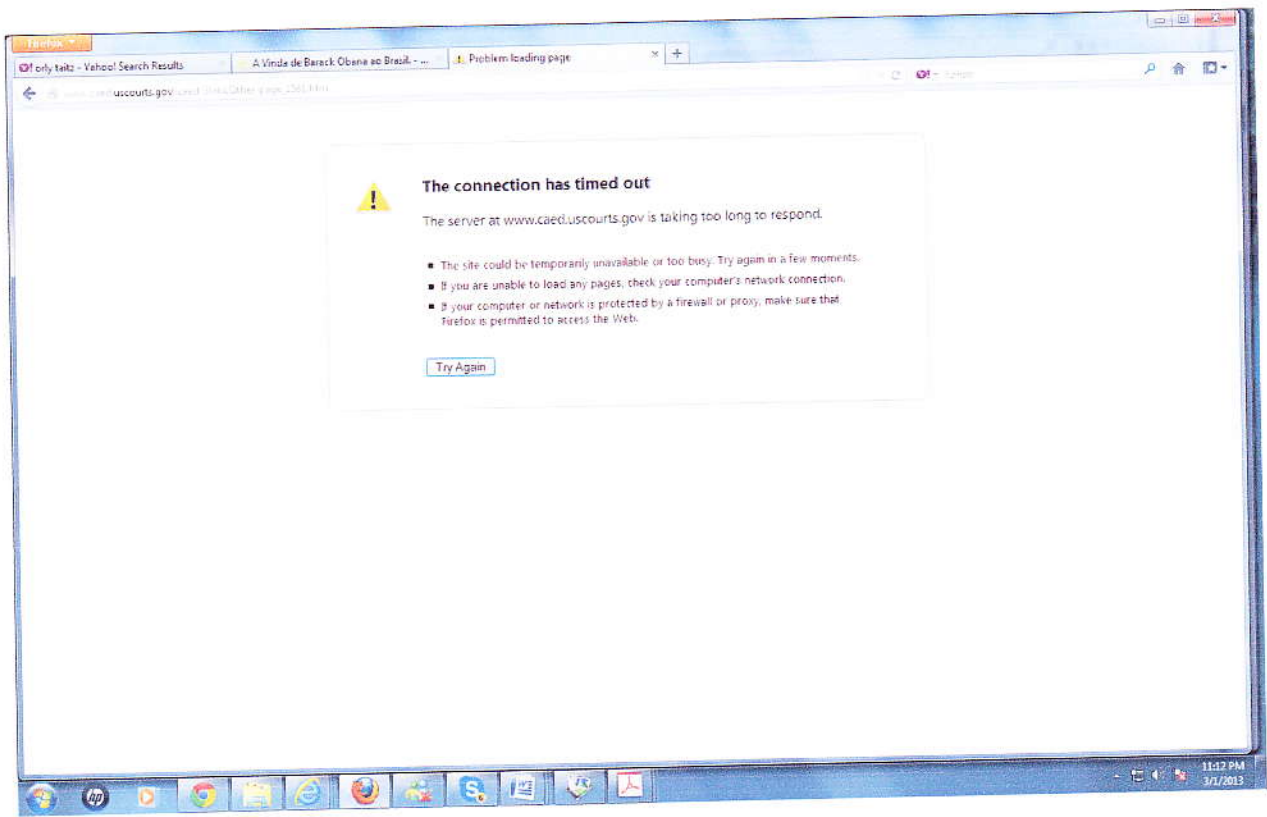 Firefox
orly taitz - Yahoo! Search Results
A Vinda de Barack Obana ao Brasil. - ...
Problem loading page
uscourts.gov
The connection has timed out
The server at www.caed.uscourts.gov is taking too long to respond.
The site could be temporarily unavailable or too busy. Try again in a few moments.
If you are unable to load any pages, check your computer's network connection.
If your computer or network is protected by a firewall or proxy, make sure that
Firefox is permitted to access the Web.
Try Again
hp
11:12 PM
3/1/2013